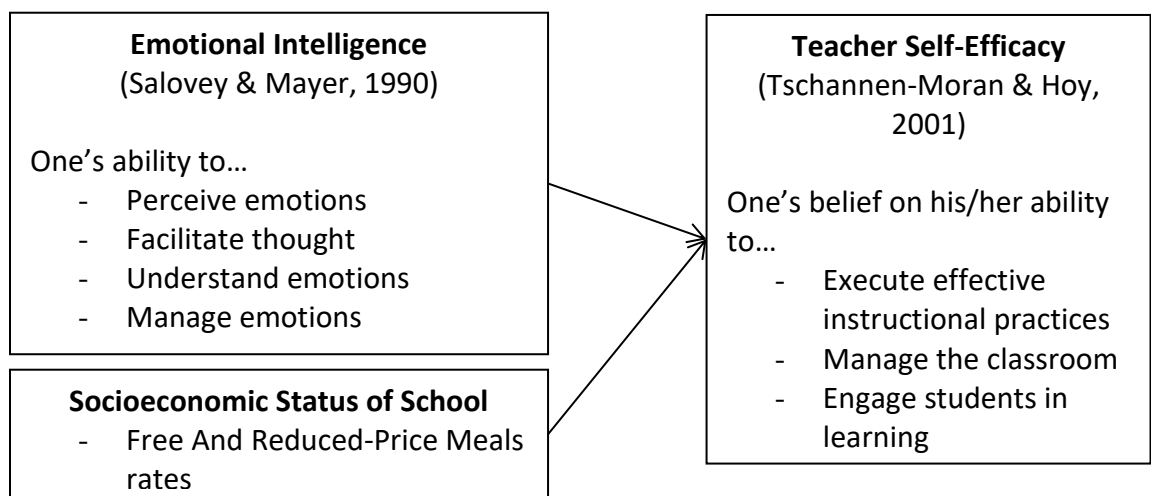 Emotional Intelligence
(Salovey & Mayer, 1990)
One’s ability to…
- Perceive emotions
- Facilitate thought
- Understand emotions
- Manage emotions
Socioeconomic Status of School
- Free And Reduced-Price Meals
rates
Teacher Self-Efficacy
(Tschannen-Moran & Hoy,
2001)
One’s belief on his/her ability
to…
- Execute effective
instructional practices
- Manage the classroom
- Engage students in
learning